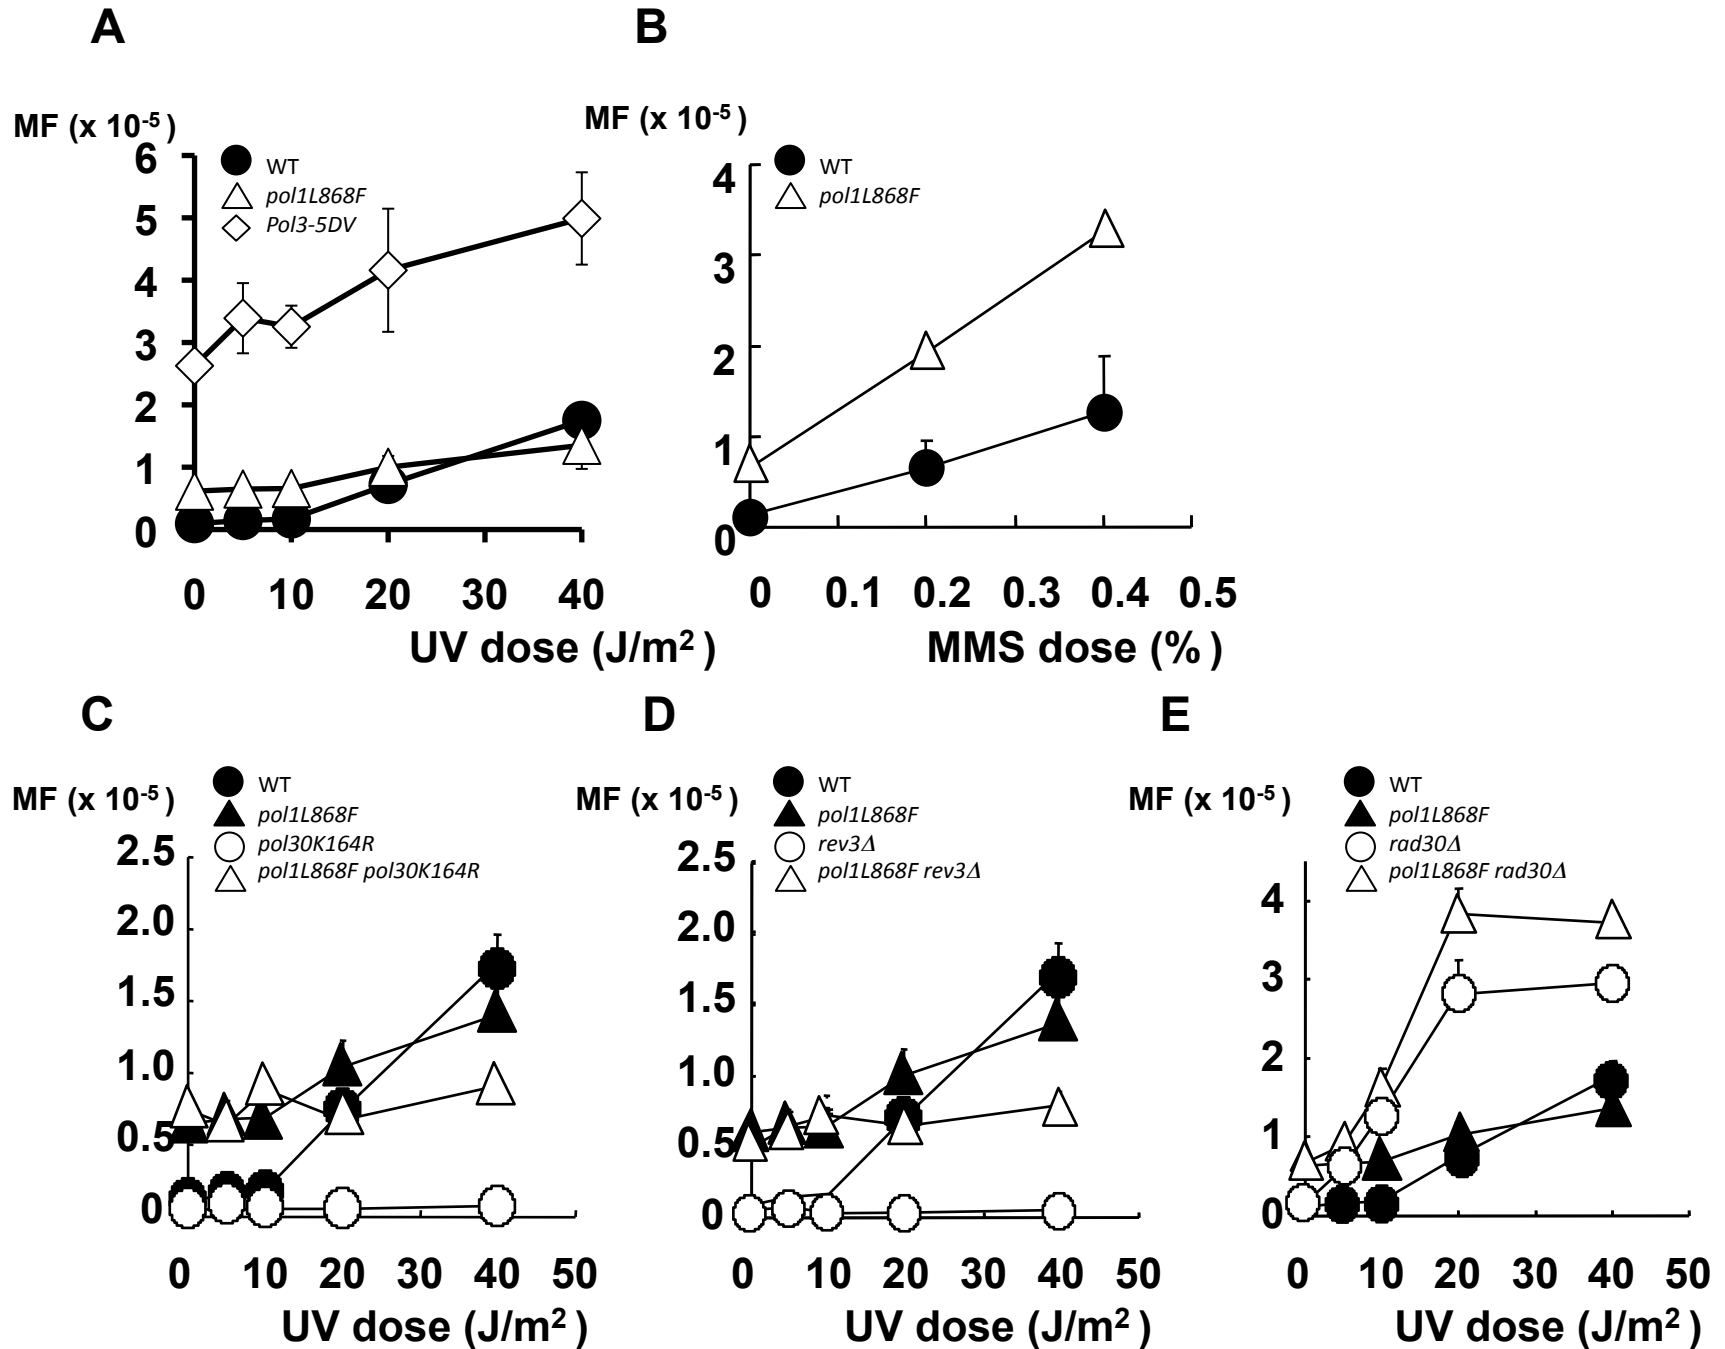 A
MF (x 10⁻⁵)
WT
pol1L868F
Pol3-5DV
6
5
4
3
2
1
0
0 10 20 30 40
UV dose (J/m²)
B
MF (x 10⁻⁵)
WT
pol1L868F
4
3
2
1
0
0 0.1 0.2 0.3 0.4 0.5
MMS dose (%)
C
MF (x 10⁻⁵)
WT
pol1L868F
pol30K164R
pol1L868F pol30K164R
2.5
2.0
1.5
1.0
0.5
0
0 10 20 30 40 50
UV dose (J/m²)
D
MF (x 10⁻⁵)
WT
pol1L868F
rev3Δ
pol1L868F rev3Δ
2.5
2.0
1.5
1.0
0.5
0
0 10 20 30 40 50
UV dose (J/m²)
E
MF (x 10⁻⁵)
WT
pol1L868F
rad30Δ
pol1L868F rad30Δ
4
3
2
1
0
0 10 20 30 40 50
UV dose (J/m²)